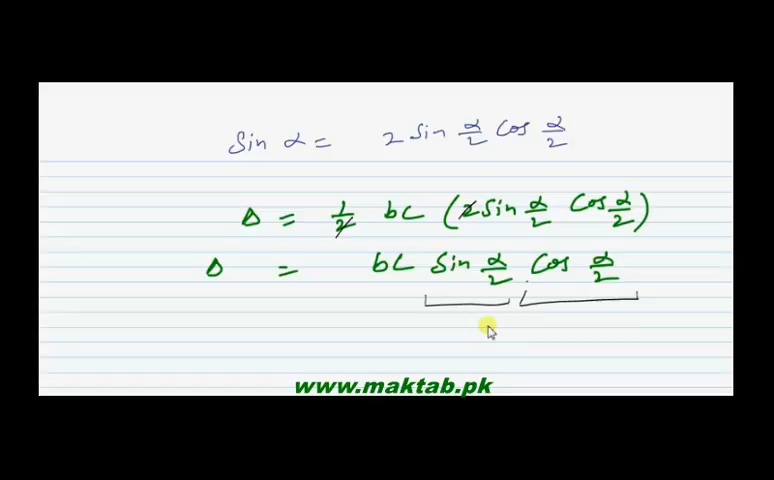 Sin α = 2 Sin α/2 Cos α/2
Δ = 1/2 bc (2 Sin α/2 Cos α/2)
Δ = bc Sin α/2 . Cos α/2
www.maktab.pk